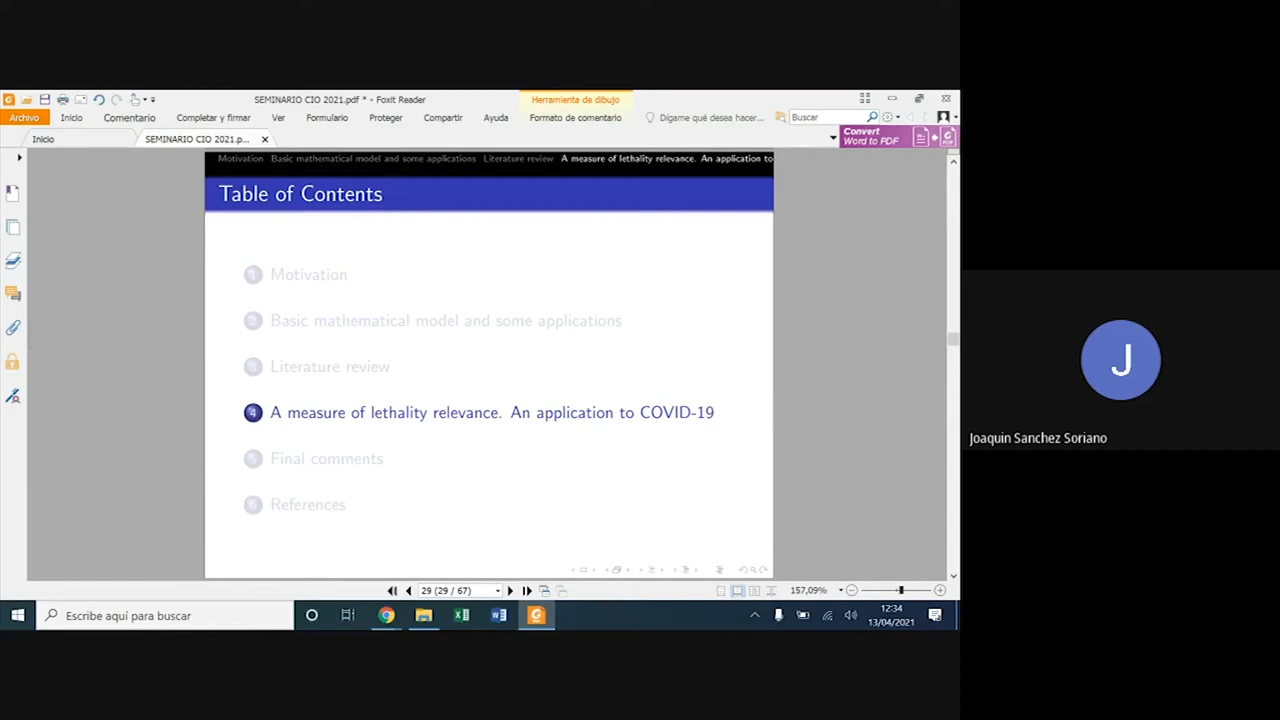 SEMINARIO CIO 2021.pdf * - Foxit Reader
Herramienta de dibujo
Archivo
Inicio
Comentario
Completar y firmar
Ver
Formulario
Proteger
Compartir
Ayuda
Formato de comentario
Dígame qué desea hacer...
Buscar
Inicio
SEMINARIO CIO 2021.p...
Convert
Word to PDF
Motivation Basic mathematical model and some applications Literature review A measure of lethality relevance. An application to
Table of Contents
1 Motivation
2 Basic mathematical model and some applications
3 Literature review
4 A measure of lethality relevance. An application to COVID-19
5 Final comments
6 References
J
Joaquin Sanchez Soriano
29 (29 / 67)
157,09%
Escribe aquí para buscar
12:34
13/04/2021